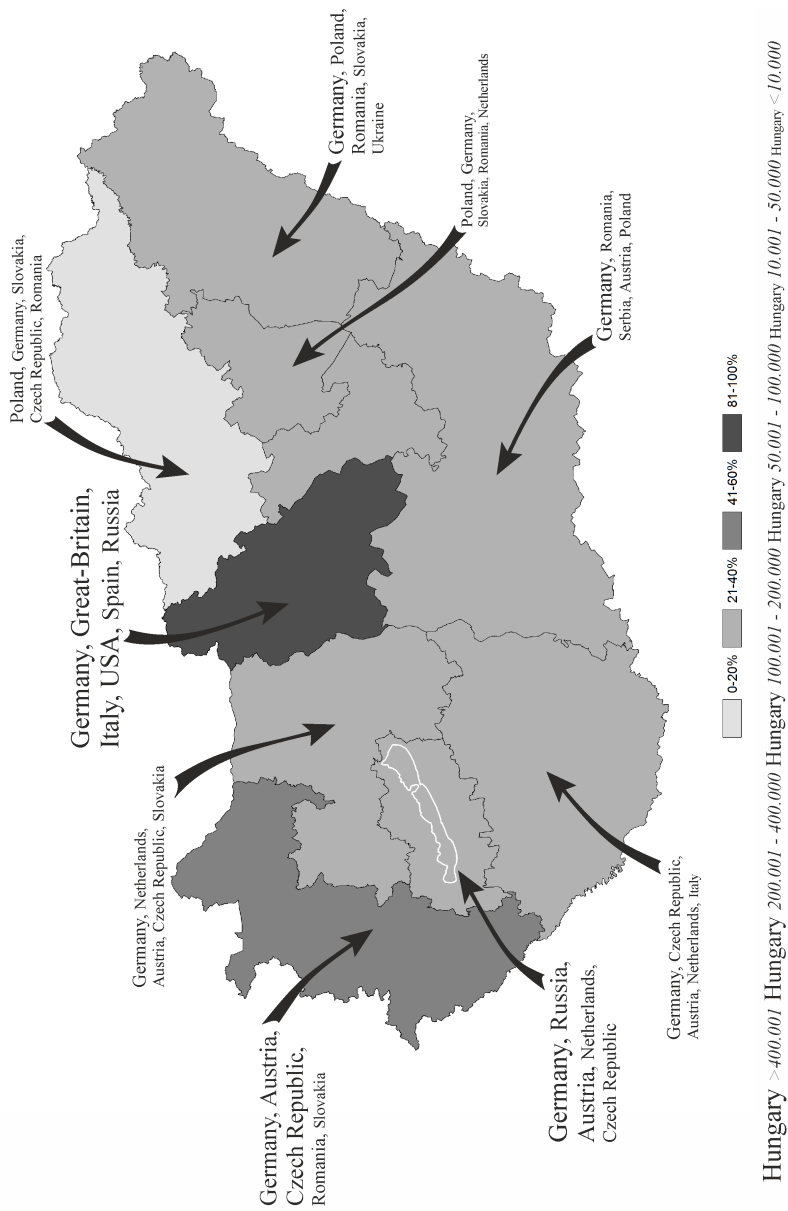 Poland, Germany, Slovakia,
Czech Republic, Romania
Germany, Poland,
Romania, Slovakia,
Ukraine
Germany, Great-Britain,
Italy, USA, Spain, Russia
Poland, Germany,
Slovakia, Romania, Netherlands
Germany, Netherlands,
Austria, Czech Republic, Slovakia
Germany, Romania,
Serbia, Austria, Poland
Germany, Austria,
Czech Republic,
Romania, Slovakia
Germany, Russia,
Austria, Netherlands,
Czech Republic
Germany, Czech Republic,
Austria, Netherlands, Italy
0-20% 21-40% 41-60% 81-100%
Hungary >400.001 Hungary 200.001 - 400.000 Hungary 100.001 - 200.000 Hungary 50.001 - 100.000 Hungary 10.001 - 50.000 Hungary <10.000